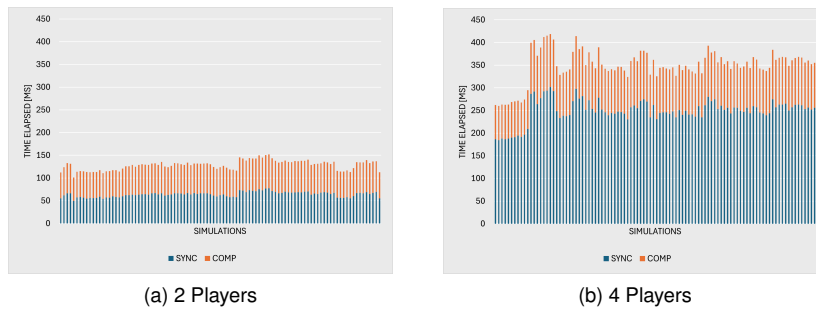 450
400
350
300
250
200
150
100
50
0
TIME ELAPSED [MS]
SIMULATIONS
SYNC COMP
(a) 2 Players
450
400
350
300
250
200
150
100
50
0
TIME ELAPSED [MS]
SIMULATIONS
SYNC COMP
(b) 4 Players